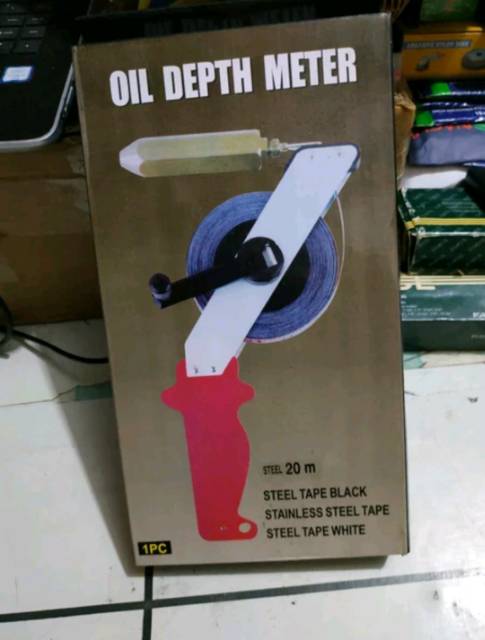 OIL DEPTH METER
STEEL 20 m
STEEL TAPE BLACK
STAINLESS STEEL TAPE
STEEL TAPE WHITE
1PC